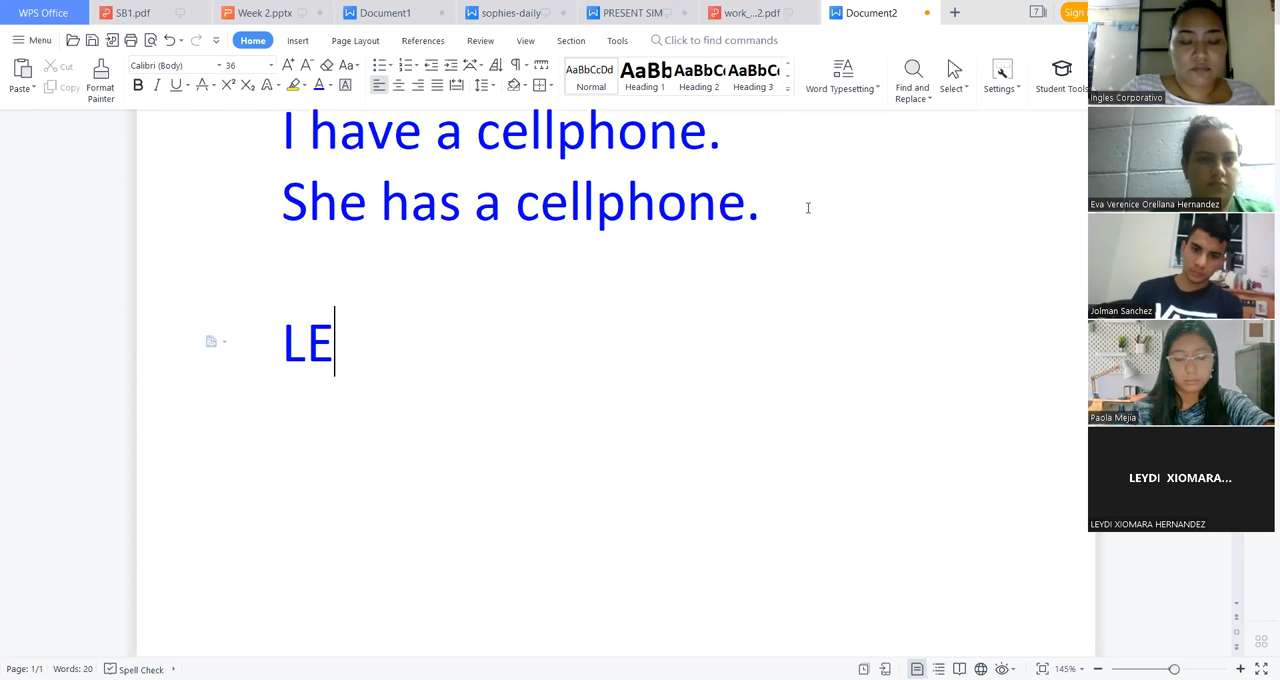 WPS Office
SB1.pdf
Week 2.pptx
Document1
sophies-daily
PRESENT SIM
work_...2.pdf
Document2
7
Sign
Menu
Home
Insert
Page Layout
References
Review
View
Section
Tools
Click to find commands
Paste
Cut
Copy
Format
Painter
Calibri (Body)
36
AaBbCcDd
Normal
AaBb
Heading 1
AaBbCc
Heading 2
AaBbCc
Heading 3
Word Typesetting
Find and
Replace
Select
Settings
Student Tools
I have a cellphone.
She has a cellphone.
LE
Ingles Corporativo
Eva Verenice Orellana Hernandez
Jolman Sanchez
Paola Mejia
LEYDI XIOMARA...
LEYDI XIOMARA HERNANDEZ
Page: 1/1
Words: 20
Spell Check
145%